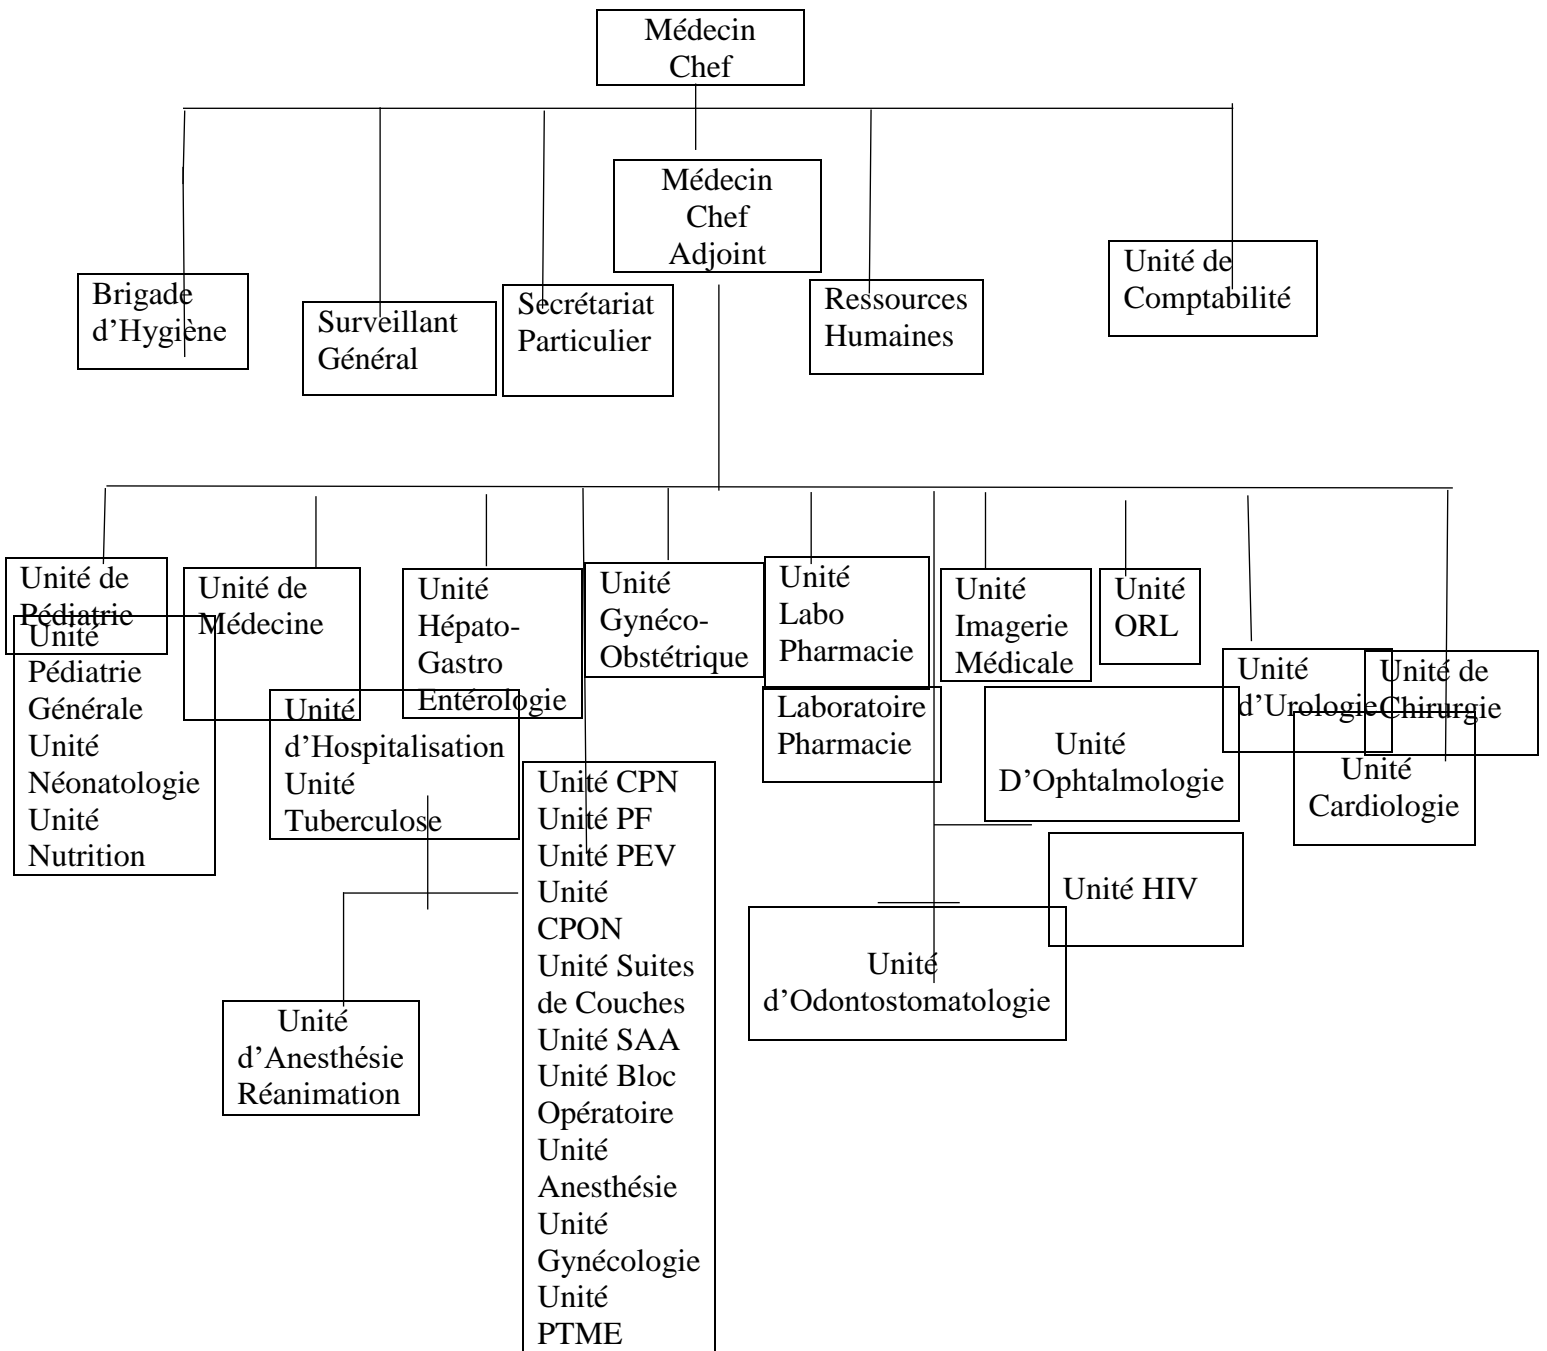 Médecin
Chef
Médecin
Chef
Adjoint
Brigade
d’Hygiène
Surveillant
Général
Secrétariat
Particulier
Ressources
Humaines
Unité de
Comptabilité
Unité de
Pédiatrie
Unité
Pédiatrie
Générale
Unité
Néonatologie
Unité
Nutrition
Unité de
Médecine
Unité
d’Hospitalisation
Unité
Tuberculose
Unité
Hépato-
Gastro
Entérologie
Unité
Gynéco-
Obstétrique
Unité
Labo
Pharmacie
Laboratoire
Pharmacie
Unité
Imagerie
Médicale
Unité
ORL
Unité
d’Urologie
Unité de
Chirurgie
Unité
D’Ophtalmologie
Unité
Cardiologie
Unité HIV
Unité
d’Odontostomatologie
Unité
d’Anesthésie
Réanimation
Unité CPN
Unité PF
Unité PEV
Unité
CPON
Unité Suites
de Couches
Unité SAA
Unité Bloc
Opératoire
Unité
Anesthésie
Unité
Gynécologie
Unité
PTME